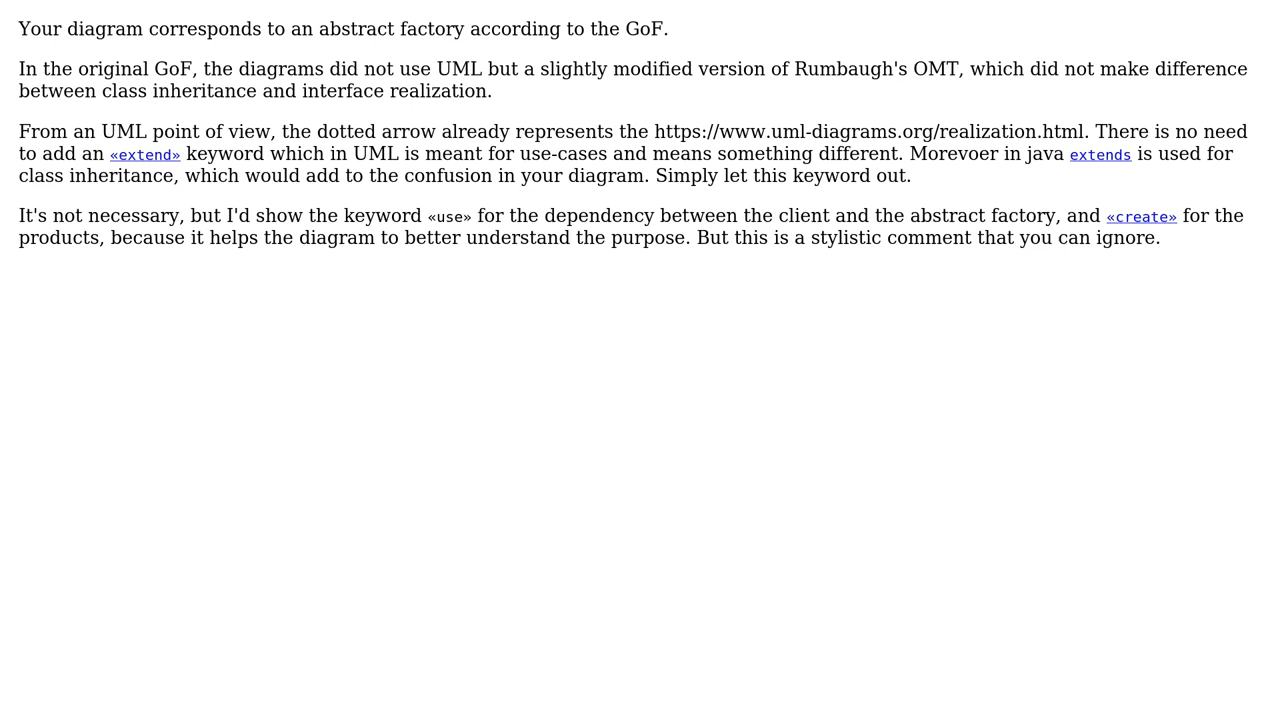 Your diagram corresponds to an abstract factory according to the GoF.
In the original GoF, the diagrams did not use UML but a slightly modified version of Rumbaugh's OMT, which did not make difference
between class inheritance and interface realization.
From an UML point of view, the dotted arrow already represents the https://www.uml-diagrams.org/realization.html. There is no need
to add an «extend» keyword which in UML is meant for use-cases and means something different. Morevoer in java extends is used for
class inheritance, which would add to the confusion in your diagram. Simply let this keyword out.
It's not necessary, but I'd show the keyword «use» for the dependency between the client and the abstract factory, and «create» for the
products, because it helps the diagram to better understand the purpose. But this is a stylistic comment that you can ignore.